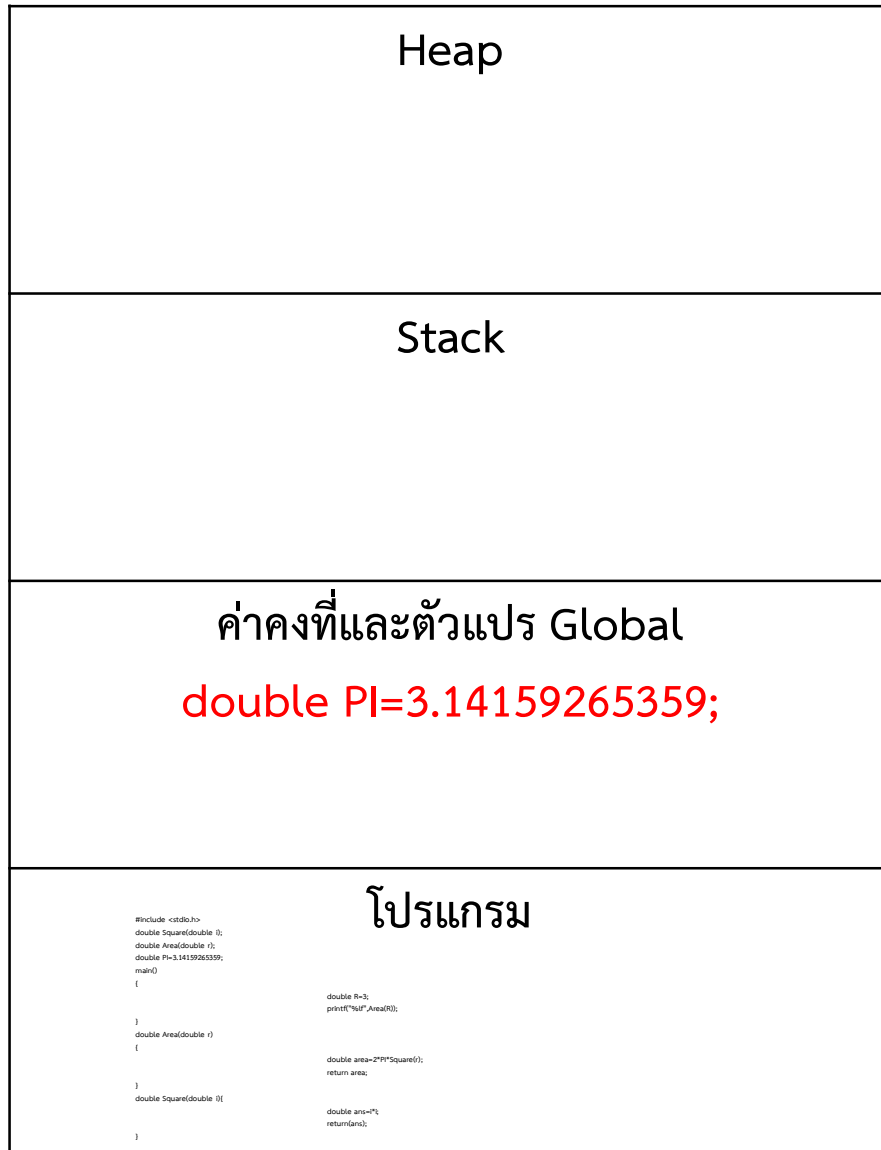 Heap
Stack
ค่าคงที่และตัวแปร Global
double PI=3.14159265359;
โปรแกรม
#include <stdio.h>
double Square(double i);
double Area(double r);
double PI=3.14159265359;
main()
{
double R=3;
printf("%lf",Area(R));
}
double Area(double r)
{
double area=2*PI*Square(r);
return area;
}
double Square(double i){
double ans=i*i;
return(ans);
}